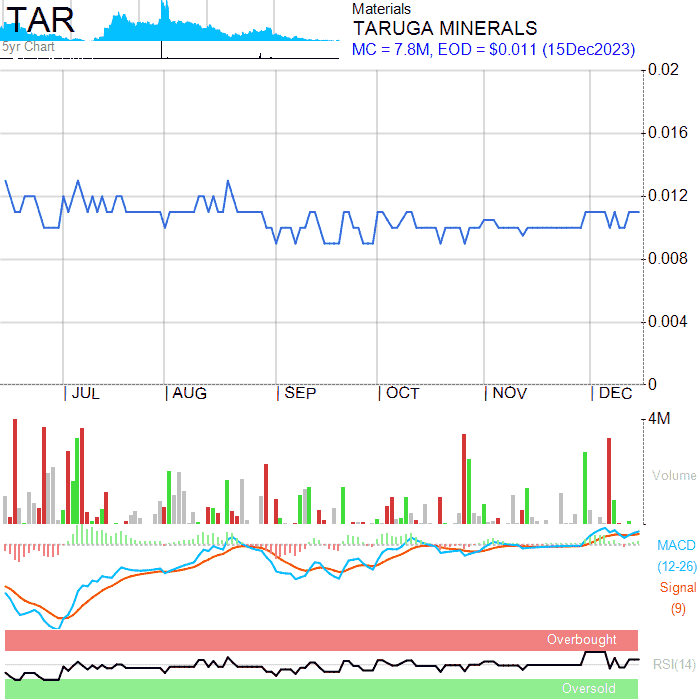 TAR
5yr Chart
Materials
TARUGA MINERALS
MC = 7.8M, EOD = $0.011 (15Dec2023)
0.02
0.016
0.012
0.008
0.004
0
JUL AUG SEP OCT NOV DEC
4M
Volume
MACD
(12-26)
Signal
(9)
Overbought
RSI(14)
Oversold